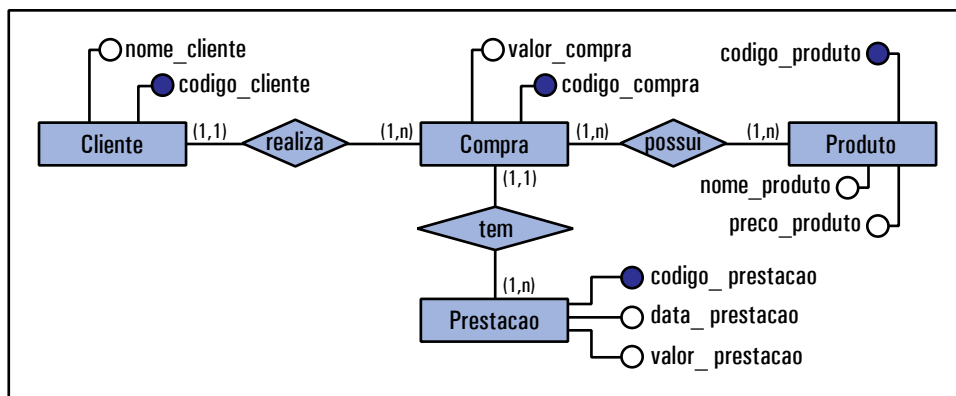 nome_cliente
codigo_cliente
valor_compra
codigo_compra
codigo_produto
Cliente
(1,1)
realiza
(1,n)
Compra
(1,n)
possui
(1,n)
Produto
(1,1)
nome_produto
preco_produto
tem
(1,n)
Prestacao
codigo_ prestacao
data_ prestacao
valor_ prestacao